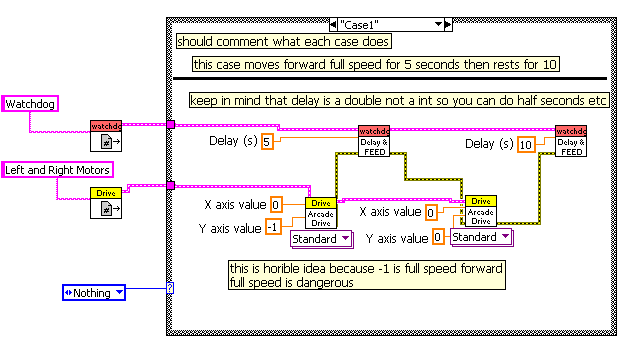 "Case1"
should comment what each case does
this case moves forward full speed for 5 seconds then rests for 10
keep in mind that delay is a double not a int so you can do half seconds etc
Watchdog
watchdo
#
Delay (s) 5
watchdo
Delay &
FEED
Delay (s) 10
watchdo
Delay &
FEED
Left and Right Motors
Drive
#
X axis value 0
Y axis value -1
Drive
Arcade
Drive
Standard
X axis value 0
Y axis value 0
Drive
Arcade
Drive
Standard
this is horrible idea because -1 is full speed forward
full speed is dangerous
Nothing
?